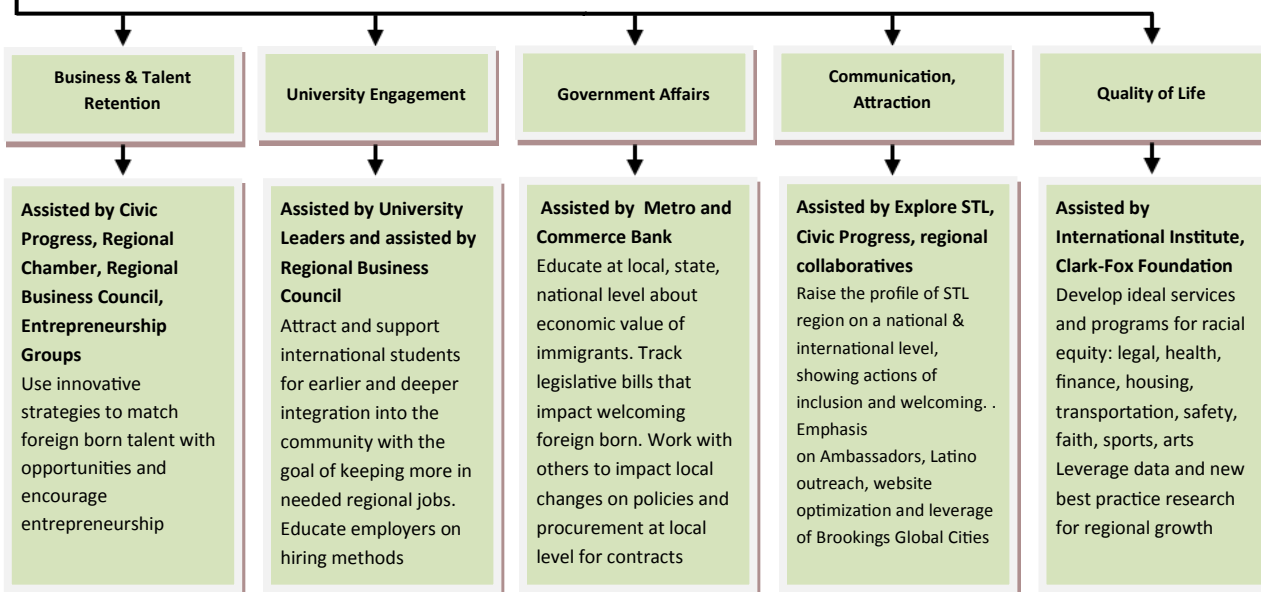 Business & Talent
Retention
University Engagement
Government Affairs
Communication,
Attraction
Quality of Life
Assisted by Civic
Progress, Regional
Chamber, Regional
Business Council,
Entrepreneurship
Groups
Use innovative
strategies to match
foreign born talent with
opportunities and
encourage
entrepreneurship
Assisted by University
Leaders and assisted by
Regional Business
Council
Attract and support
international students
for earlier and deeper
integration into the
community with the
goal of keeping more in
needed regional jobs.
Educate employers on
hiring methods
Assisted by  Metro and
Commerce Bank
Educate at local, state,
national level about
economic value of
immigrants. Track
legislative bills that
impact welcoming
foreign born. Work with
others to impact local
changes on policies and
procurement at local
level for contracts
Assisted by Explore STL,
Civic Progress, regional
collaboratives
Raise the profile of STL
region on a national &
international level,
showing actions of
inclusion and welcoming. .
Emphasis
on Ambassadors, Latino
outreach, website
optimization and leverage
of Brookings Global Cities
Assisted by
International Institute,
Clark-Fox Foundation
Develop ideal services
and programs for racial
equity: legal, health,
finance, housing,
transportation, safety,
faith, sports, arts
Leverage data and new
best practice research
for regional growth